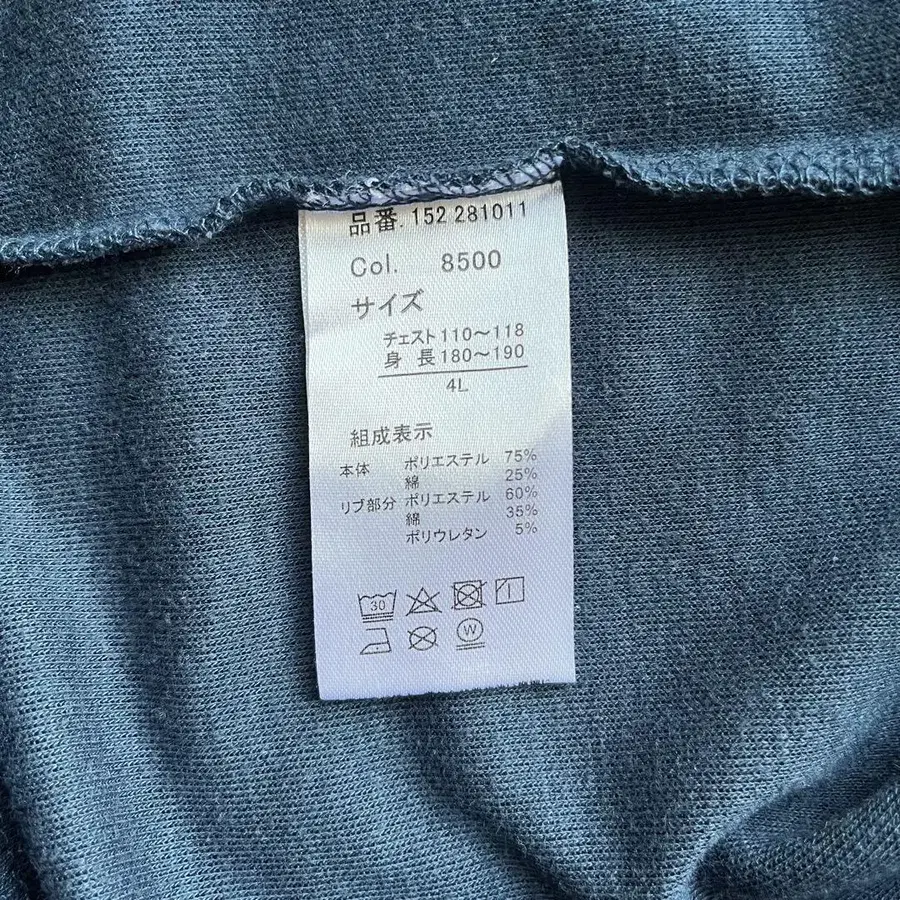 品番.152 281011
Col. 8500
サイズ
チェスト110～118
身 長180～190
4L
組成表示
本体 ポリエステル 75%
綿 25%
リブ部分 ポリエステル 60%
綿 35%
ポリウレタン 5%
30
W